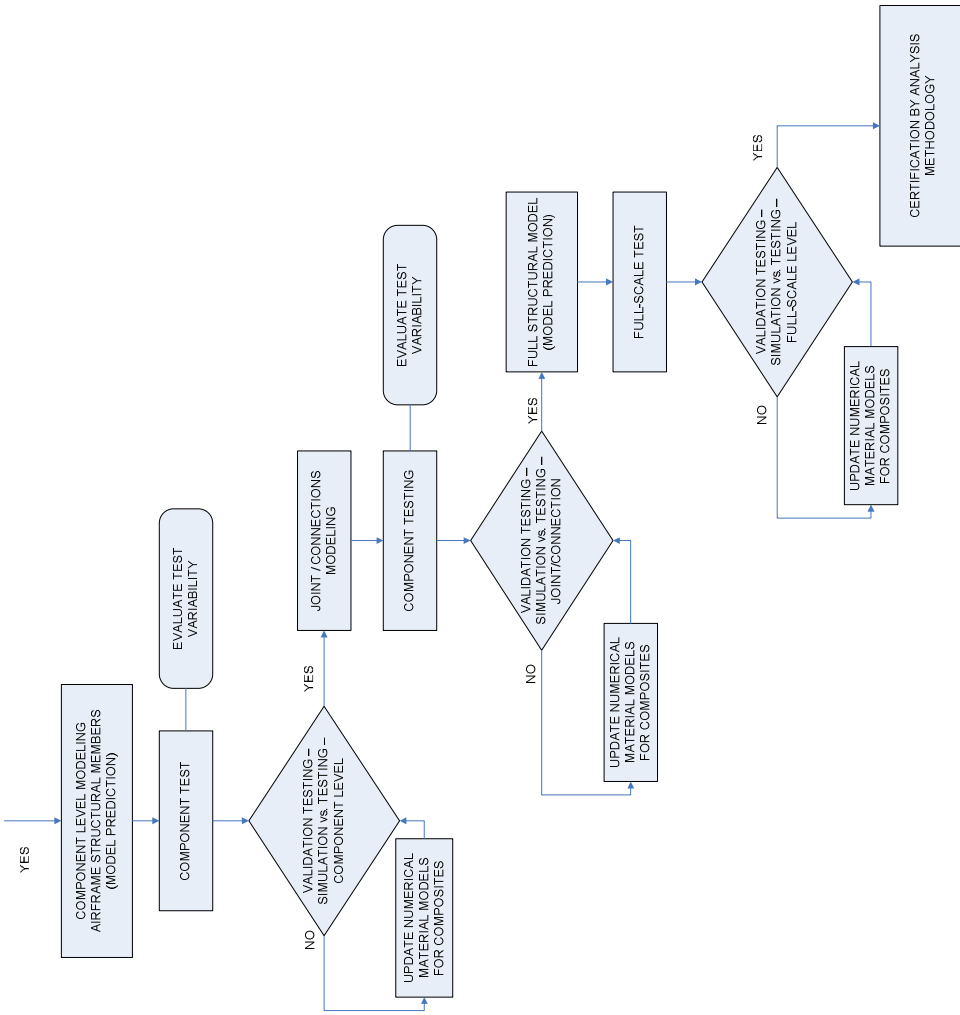 YES
COMPONENT LEVEL MODELING
AIRFRAME STRUCTURAL MEMBERS
(MODEL PREDICTION)
COMPONENT TEST
EVALUATE TEST
VARIABILITY
VALIDATION TESTING –
SIMULATION vs. TESTING –
COMPONENT LEVEL
NO
UPDATE NUMERICAL
MATERIAL MODELS
FOR COMPOSITES
YES
JOINT / CONNECTIONS
MODELING
COMPONENT TESTING
EVALUATE TEST
VARIABILITY
VALIDATION TESTING –
SIMULATION vs. TESTING –
JOINT/CONNECTION
NO
UPDATE NUMERICAL
MATERIAL MODELS
FOR COMPOSITES
YES
FULL STRUCTURAL MODEL
(MODEL PREDICTION)
FULL-SCALE TEST
VALIDATION TESTING –
SIMULATION vs. TESTING –
FULL-SCALE LEVEL
NO
UPDATE NUMERICAL
MATERIAL MODELS
FOR COMPOSITES
YES
CERTIFICATION BY ANALYSIS
METHODOLOGY